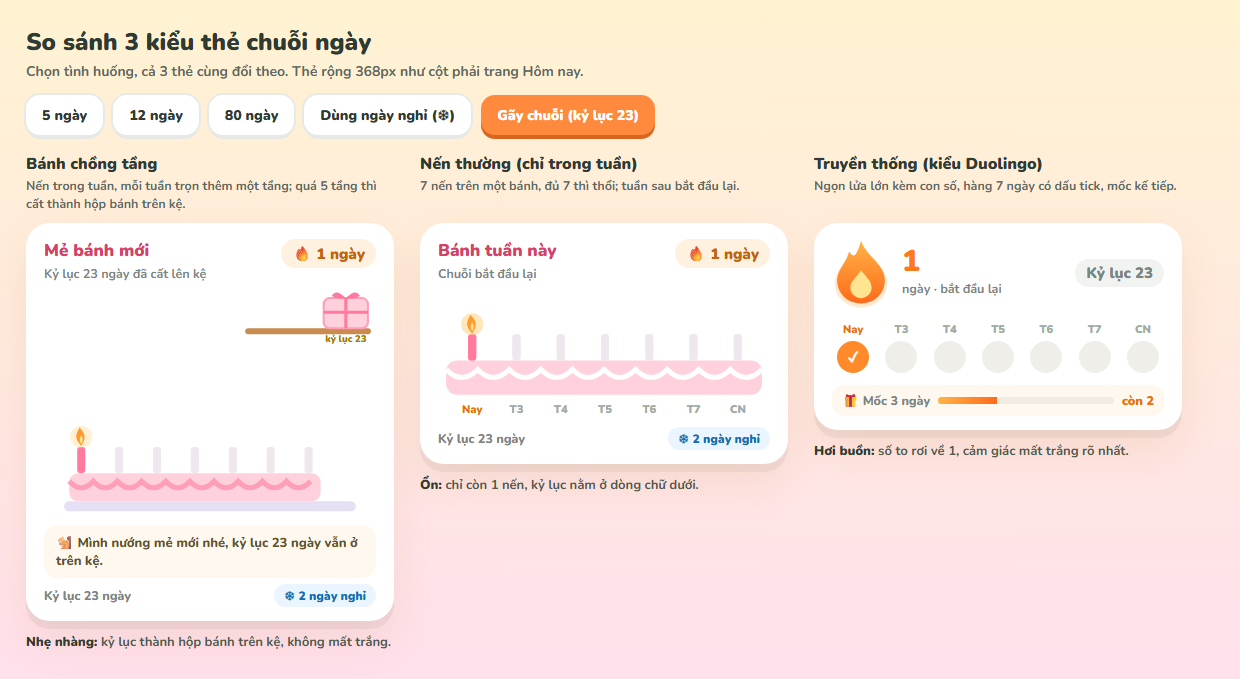 So sánh 3 kiểu thẻ chuỗi ngày
Chọn tình huống, cả 3 thẻ cùng đổi theo. Thẻ rộng 368px như cột phải trang Hôm nay.
5 ngày
12 ngày
80 ngày
Dùng ngày nghỉ (❄)
Gãy chuỗi (kỷ lục 23)
Bánh chồng tầng
Nến trong tuần, mỗi tuần trọn thêm một tầng; quá 5 tầng thì
cất thành hộp bánh trên kệ.
Mẻ bánh mới
🔥 1 ngày
Kỷ lục 23 ngày đã cất lên kệ
kỷ lục 23
🐿️ Mình nướng mẻ mới nhé, kỷ lục 23 ngày vẫn ở
trên kệ.
Kỷ lục 23 ngày
❄ 2 ngày nghỉ
Nhẹ nhàng: kỷ lục thành hộp bánh trên kệ, không mất trắng.
Nến thường (chỉ trong tuần)
7 nến trên một bánh, đủ 7 thì thổi; tuần sau bắt đầu lại.
Bánh tuần này
🔥 1 ngày
Chuỗi bắt đầu lại
Nay T3 T4 T5 T6 T7 CN
Kỷ lục 23 ngày
❄ 2 ngày nghỉ
Ổn: chỉ còn 1 nến, kỷ lục nằm ở dòng chữ dưới.
Truyền thống (kiểu Duolingo)
Ngọn lửa lớn kèm con số, hàng 7 ngày có dấu tick, mốc kế tiếp.
1
ngày · bắt đầu lại
Kỷ lục 23
Nay T3 T4 T5 T6 T7 CN
🎁 Mốc 3 ngày
còn 2
Hơi buồn: số to rơi về 1, cảm giác mất trắng rõ nhất.